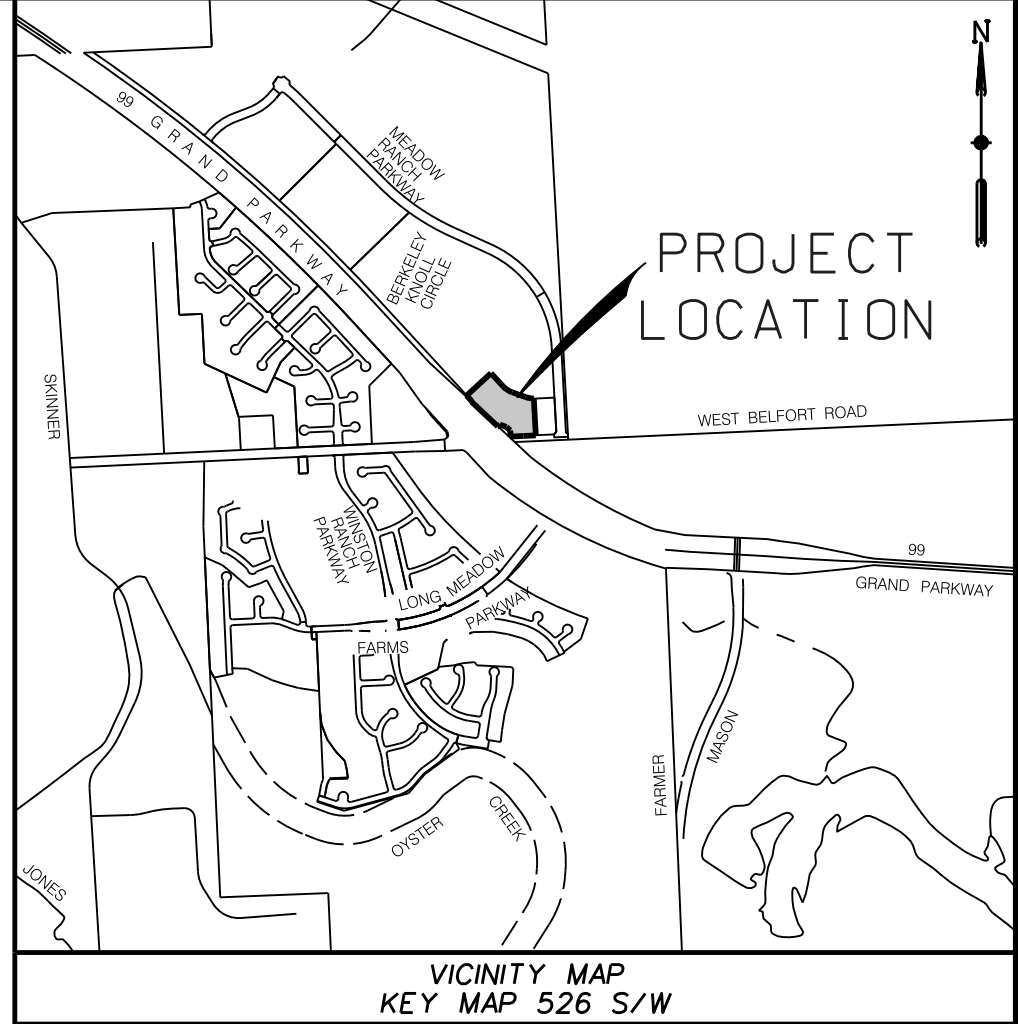 N
99 GRAND PARKWAY
MEADOW
RANCH
PARKWAY
BERKELEY
KNOLL
CIRCLE
PROJECT
LOCATION
SKINNER
WEST BELFORT ROAD
WINSTON
RANCH
PARKWAY
99
GRAND PARKWAY
LONG MEADOW
FARMS
PARKWAY
MASON
FARMER
OYSTER
CREEK
JONES
VICINITY MAP
KEY MAP 526 S/W